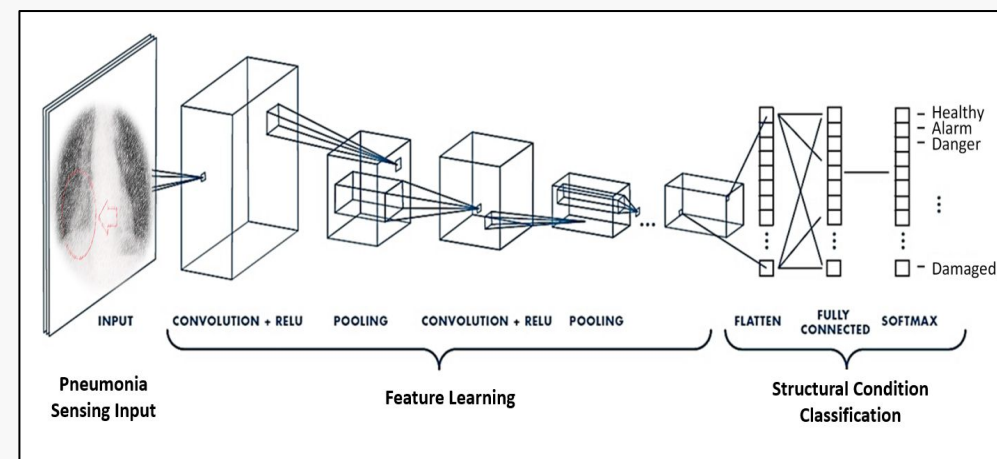 Healthy
Alarm
Danger
Damaged
INPUT
CONVOLUTION + RELU
POOLING
CONVOLUTION + RELU
POOLING
FLATTEN
FULLY
CONNECTED
SOFTMAX
Pneumonia
Sensing Input
Feature Learning
Structural Condition
Classification